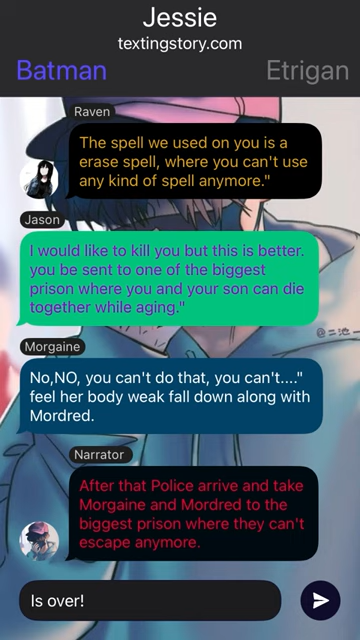 Jessie
textingstory.com
Batman
Etrigan
Raven
The spell we used on you is a
erase spell, where you can't use
any kind of spell anymore."
Jason
I would like to kill you but this is better.
you be sent to one of the biggest
prison where you and your son can die
together while aging."
Morgaine
No,NO, you can't do that, you can't...."
feel her body weak fall down along with
Mordred.
Narrator
After that Police arrive and take
Morgaine and Mordred to the
biggest prison where they can't
escape anymore.
Is over!